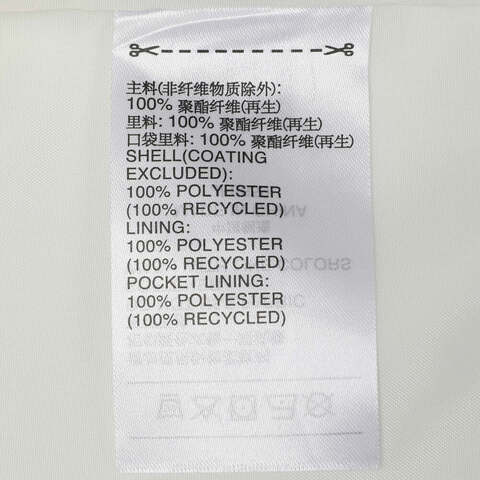 主料(非纤维物质除外):
100% 聚酯纤维(再生)
里料: 100% 聚酯纤维(再生)
口袋里料: 100% 聚酯纤维(再生)
SHELL(COATING
EXCLUDED):
100% POLYESTER
(100% RECYCLED)
LINING:
100% POLYESTER
(100% RECYCLED)
POCKET LINING:
100% POLYESTER
(100% RECYCLED)